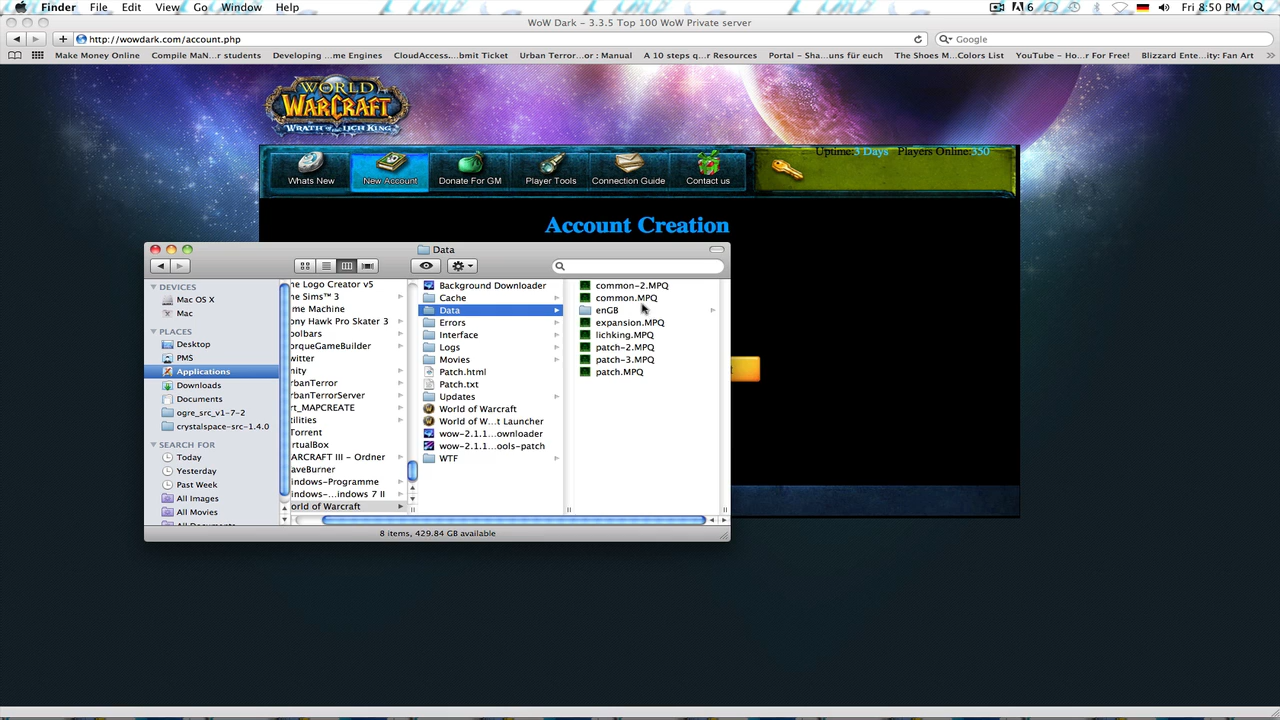 Finder File Edit View Go Window Help 6 Fri 8:50 PM
WoW Dark - 3.3.5 Top 100 WoW Private server
http://wowdark.com/account.php Google
Make Money Online Compile MaN...r students Developing ...me Engines CloudAccess....bmit Ticket Urban Terror...or : Manual A 10 steps q...r Resources Portal - Sha...uns für euch The Shoes M...Colors List YouTube - Ho...r For Free! Blizzard Ente...ity: Fan Art
WORLD
OF
WARCRAFT
WRATH of the LICH KING
Uptime:3 Days Players Online:350
Whats New New Account Donate For GM Player Tools Connection Guide Contact us
Account Creation
Data
DEVICES
Mac OS X
Mac
PLACES
Desktop
PMS
Applications
Downloads
Documents
ogre_src_v1-7-2
crystalspace-src-1.4.0
SEARCH FOR
Today
Yesterday
Past Week
All Images
All Movies
ne Logo Creator v5
ne Sims™ 3
me Machine
ony Hawk Pro Skater 3
oolbars
orqueGameBuilder
witter
nity
rbanTerror
rbanTerrorServer
rt_MAPCREATE
tilities
Torrent
irtualBox
ARCRAFT III - Ordner
aveBurner
indows-Programme
indows-...indows 7 II
orld of Warcraft
Background Downloader
Cache
Data
Errors
Interface
Logs
Movies
Patch.html
Patch.txt
Updates
World of Warcraft
World of W...t Launcher
wow-2.1.1...ownloader
wow-2.1.1...ools-patch
WTF
common-2.MPQ
common.MPQ
enGB
expansion.MPQ
lichking.MPQ
patch-2.MPQ
patch-3.MPQ
patch.MPQ
8 items, 429.84 GB available